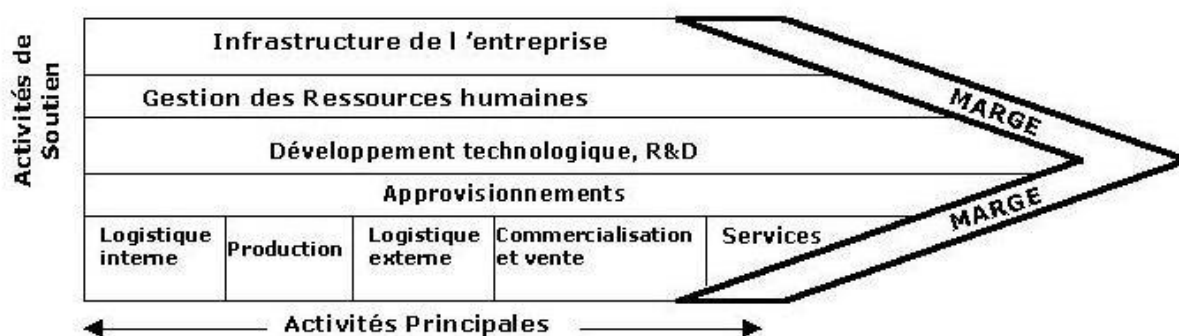 Activités de
Soutien
Infrastructure de l 'entreprise
Gestion des Ressources humaines
Développement technologique, R&D
Approvisionnements
MARGE
MARGE
Logistique
interne
Production
Logistique
externe
Commercialisation
et vente
Services
Activités Principales